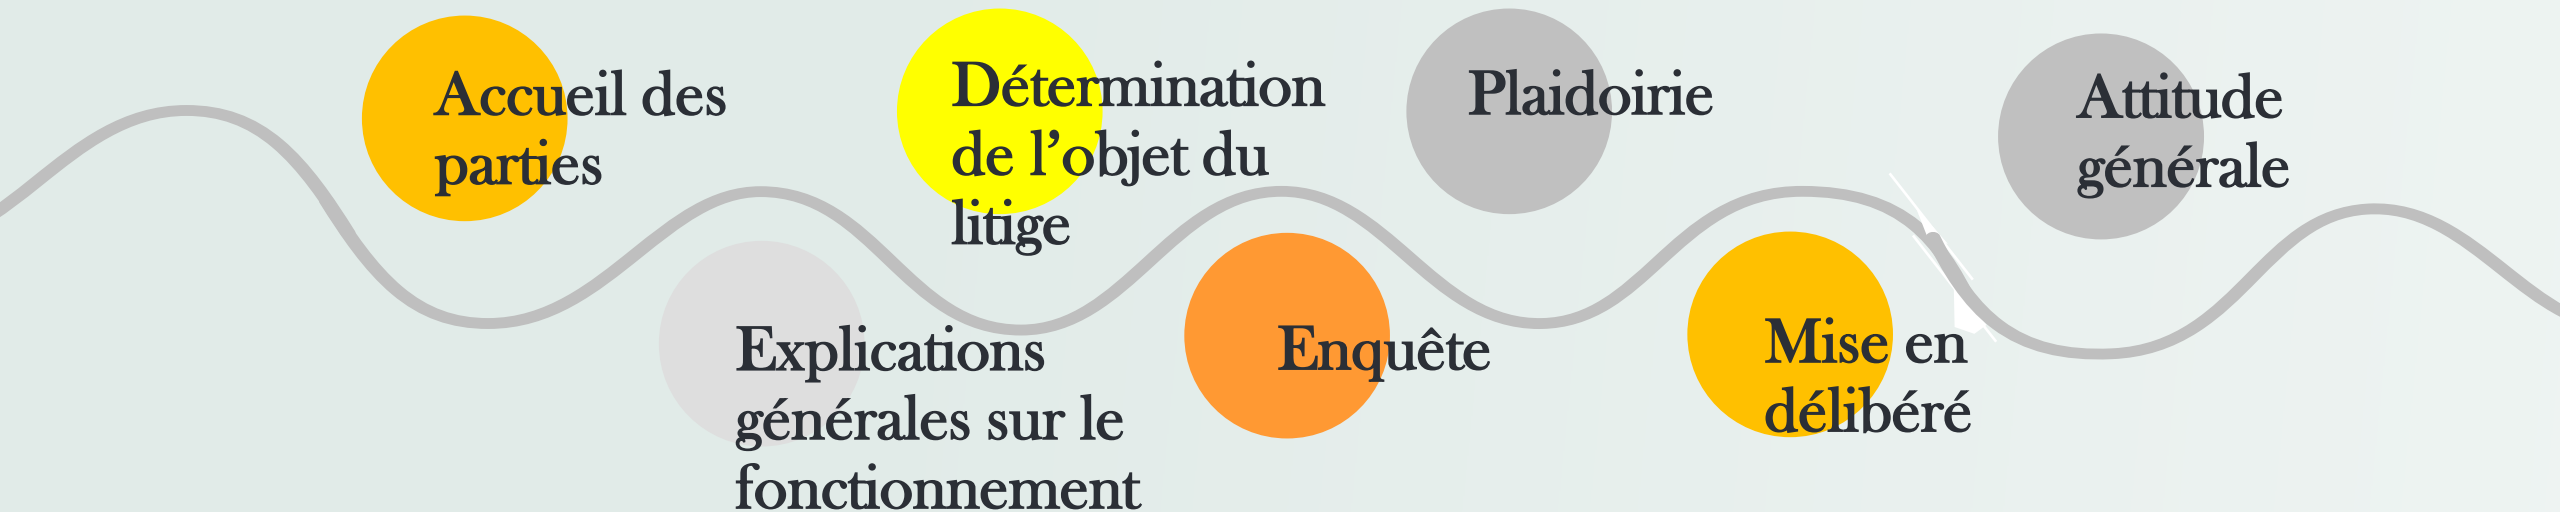 Accueil des
parties
Explications
générales sur le
fonctionnement
Détermination
de l’objet du
litige
Enquête
Plaidoirie
Mise en
délibéré
Attitude
générale